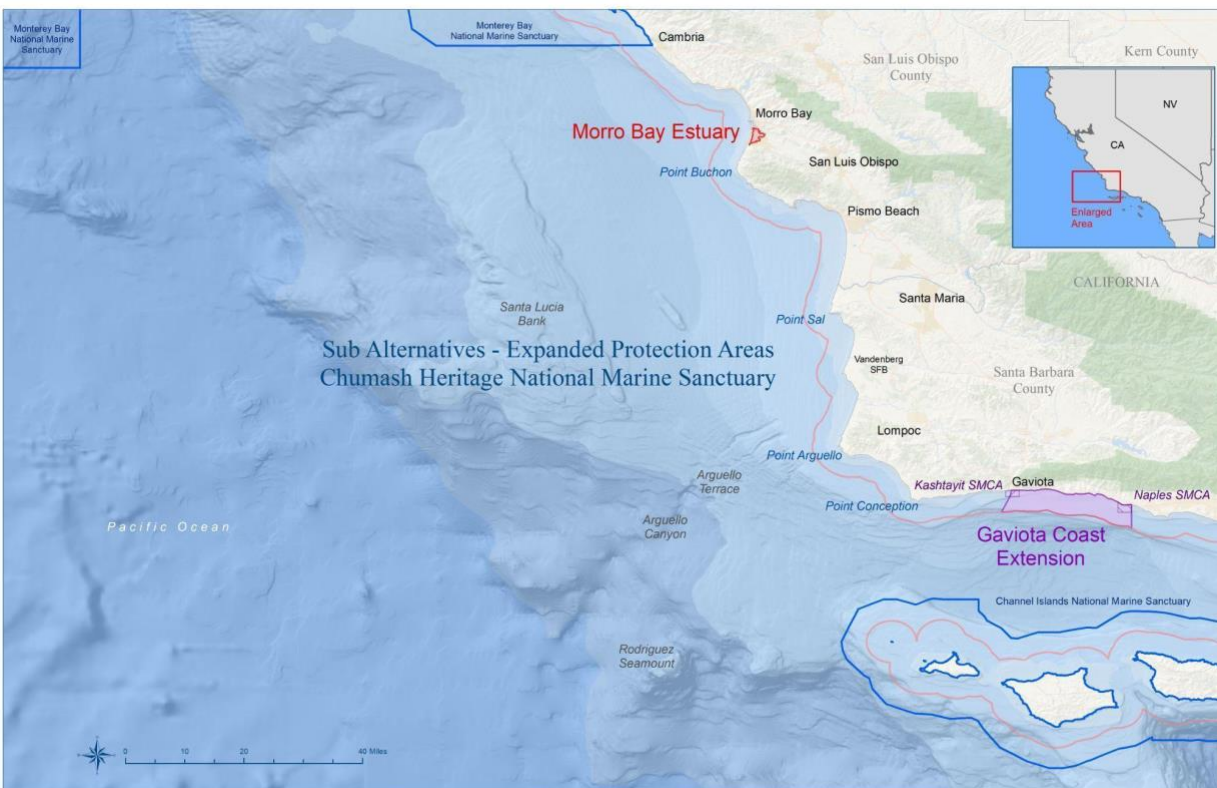 Monterey Bay
National Marine
Sanctuary
Monterey Bay
National Marine Sanctuary
Cambria
San Luis Obispo
County
Kern County
NV
CA
Enlarged
Area
Morro Bay
Morro Bay Estuary
San Luis Obispo
Point Buchon
Pismo Beach
CALIFORNIA
Santa Maria
Santa Lucia
Bank
Point Sal
Sub Alternatives - Expanded Protection Areas
Chumash Heritage National Marine Sanctuary
Vandenberg
SFB
Santa Barbara
County
Lompoc
Point Arguello
Arguello
Terrace
Kashtayit SMCA
Gaviota
Naples SMCA
Point Conception
Pacific Ocean
Arguello
Canyon
Gaviota Coast
Extension
Channel Islands National Marine Sanctuary
Rodriguez
Seamount
0 10 20 40 Miles